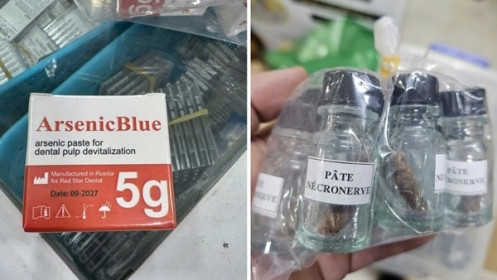 ArsenicBlue
arsenic paste for
dental pulp devitalization
Manufactured in Russia
for Red Star Dental
Date: 09-2027
5g
PÂTE
NÉCRONERVE
PÂTE
NÉCRONERVE